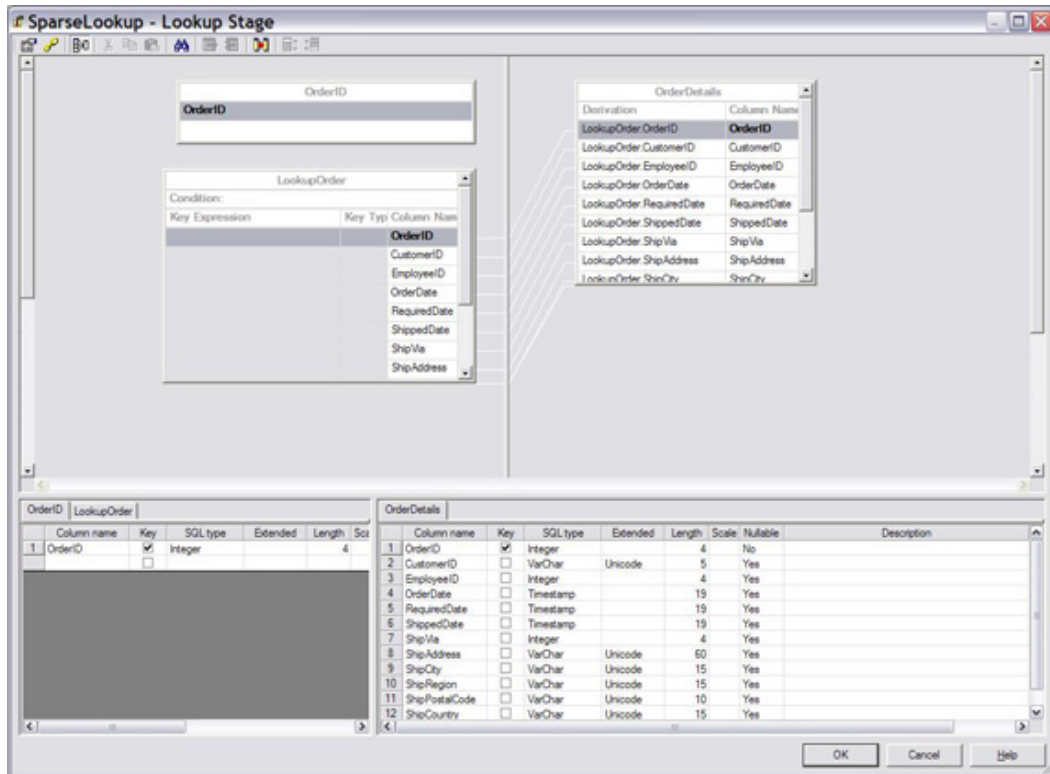 SparseLookup - Lookup Stage
OrderID
OrderID
LookupOrder
Condition:
Key Expression Key Typ Column Nam
OrderID
CustomerID
EmployeeID
OrderDate
RequiredDate
ShippedDate
ShipVia
ShipAddress
OrderDetails
Derivation Column Name
LookupOrder.OrderID OrderID
LookupOrder.CustomerID CustomerID
LookupOrder.EmployeeID EmployeeID
LookupOrder.OrderDate OrderDate
LookupOrder.RequiredDate RequiredDate
LookupOrder.ShippedDate ShippedDate
LookupOrder.ShipVia ShipVia
LookupOrder.ShipAddress ShipAddress
LookupOrder.ShipCity ShipCity
OrderID LookupOrder
Column name Key SQL type Extended Length Sca
1 OrderID Integer 4
OrderDetails
Column name Key SQL type Extended Length Scale Nullable Description
1 OrderID Integer 4 No
2 CustomerID VarChar Unicode 5 Yes
3 EmployeeID Integer 4 Yes
4 OrderDate Timestamp 19 Yes
5 RequiredDate Timestamp 19 Yes
6 ShippedDate Timestamp 19 Yes
7 ShipVia Integer 4 Yes
8 ShipAddress VarChar Unicode 60 Yes
9 ShipCity VarChar Unicode 15 Yes
10 ShipRegion VarChar Unicode 15 Yes
11 ShipPostalCode VarChar Unicode 10 Yes
12 ShipCountry VarChar Unicode 15 Yes
OK Cancel Help